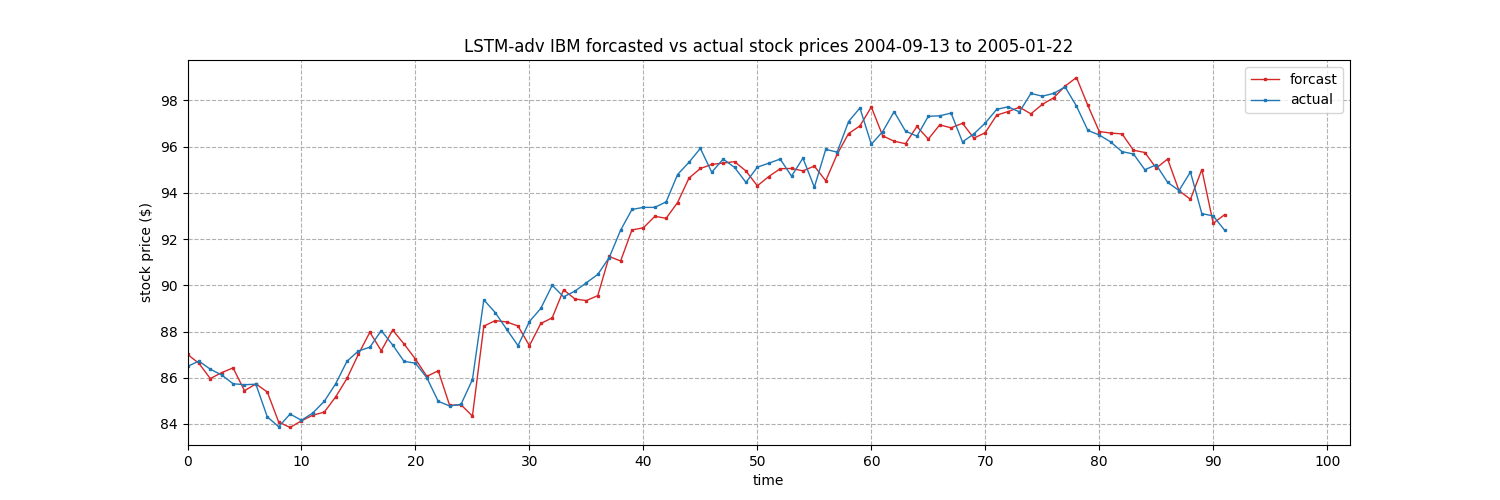 LSTM-adv IBM forcasted vs actual stock prices 2004-09-13 to 2005-01-22
forcast
actual
stock price ($)
98
96
94
92
90
88
86
84
0 10 20 30 40 50 60 70 80 90 100
time